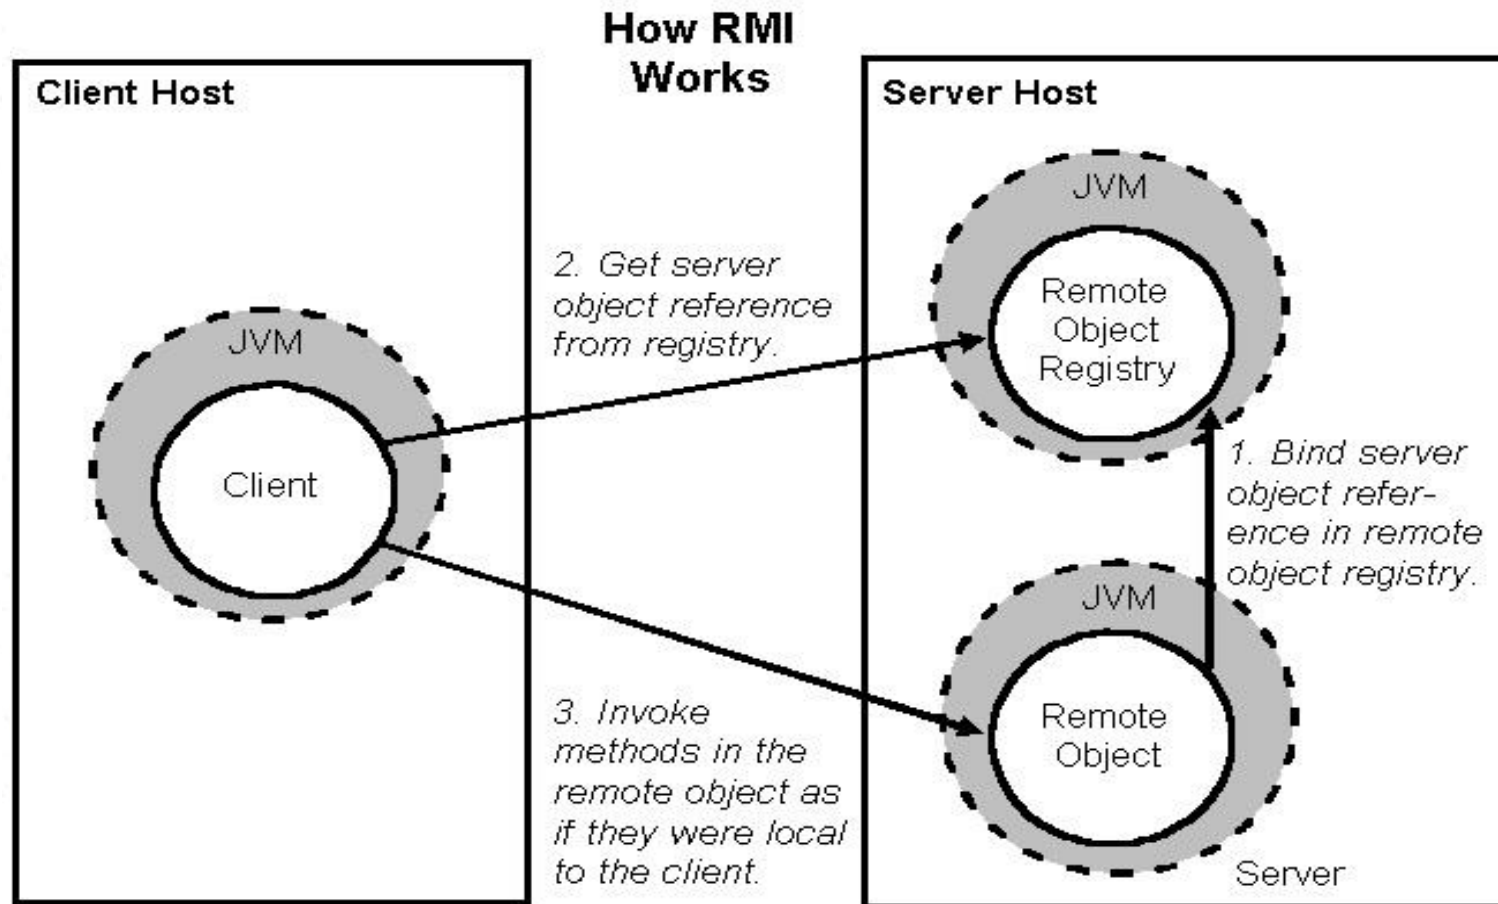 How RMI
Works
Client Host
JVM
Client
2. Get server
object reference
from registry.
3. Invoke
methods in the
remote object as
if they were local
to the client.
Server Host
JVM
Remote
Object
Registry
1. Bind server
object refer-
ence in remote
object registry.
JVM
Remote
Object
Server